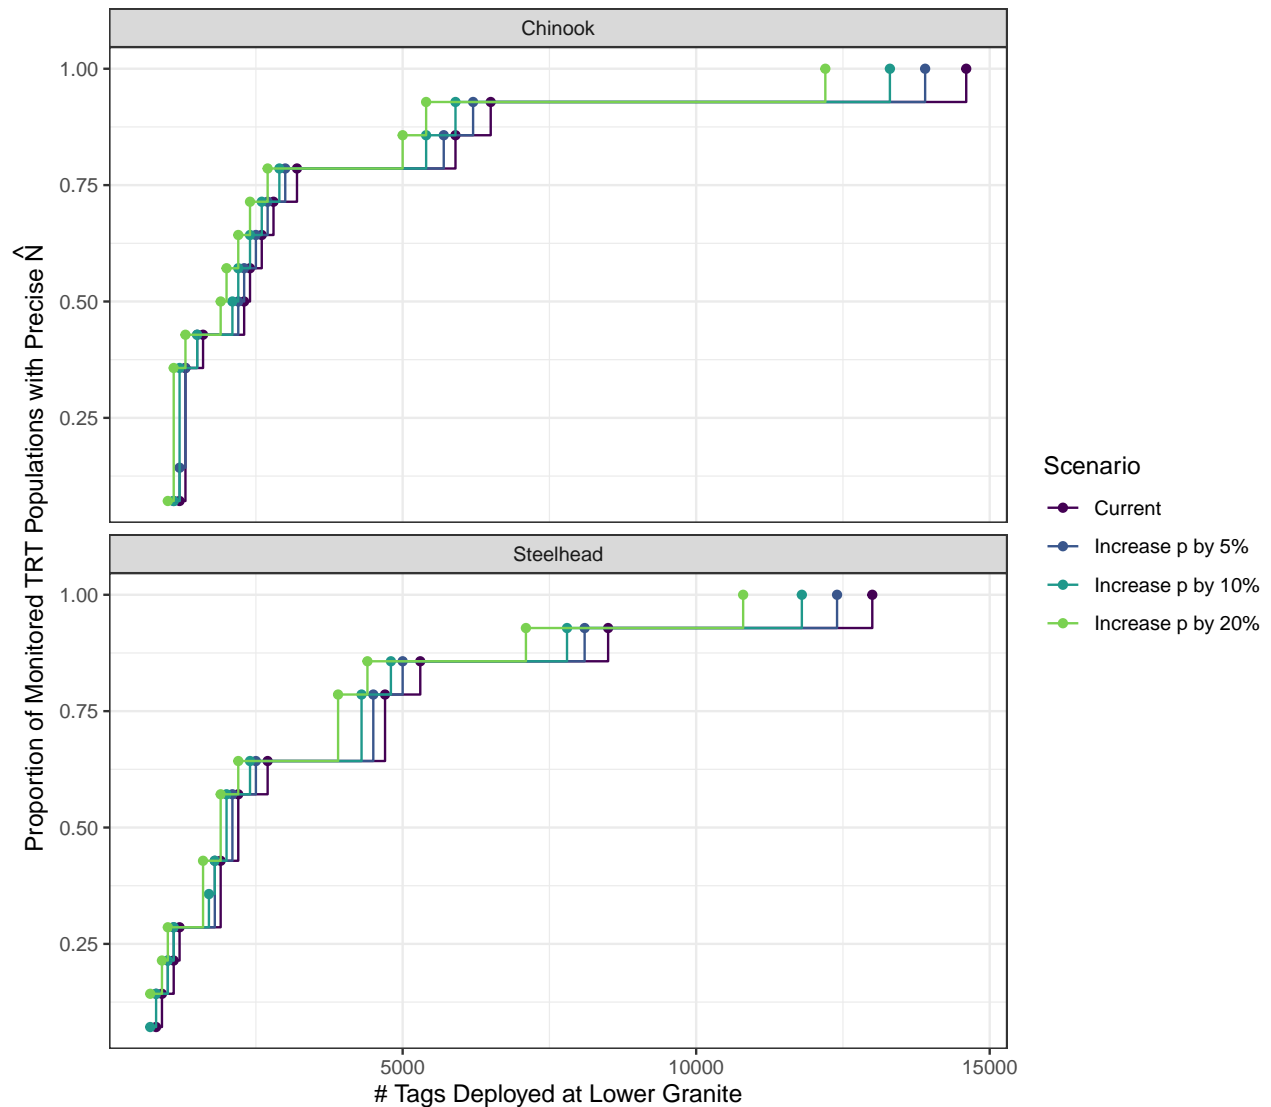 Chinook
1.00
0.75
0.50
0.25
Steelhead
1.00
0.75
0.50
0.25
5000
10000
15000
# Tags Deployed at Lower Granite
Proportion of Monitored TRT Populations with Precise N̂
Scenario
Current
Increase p by 5%
Increase p by 10%
Increase p by 20%